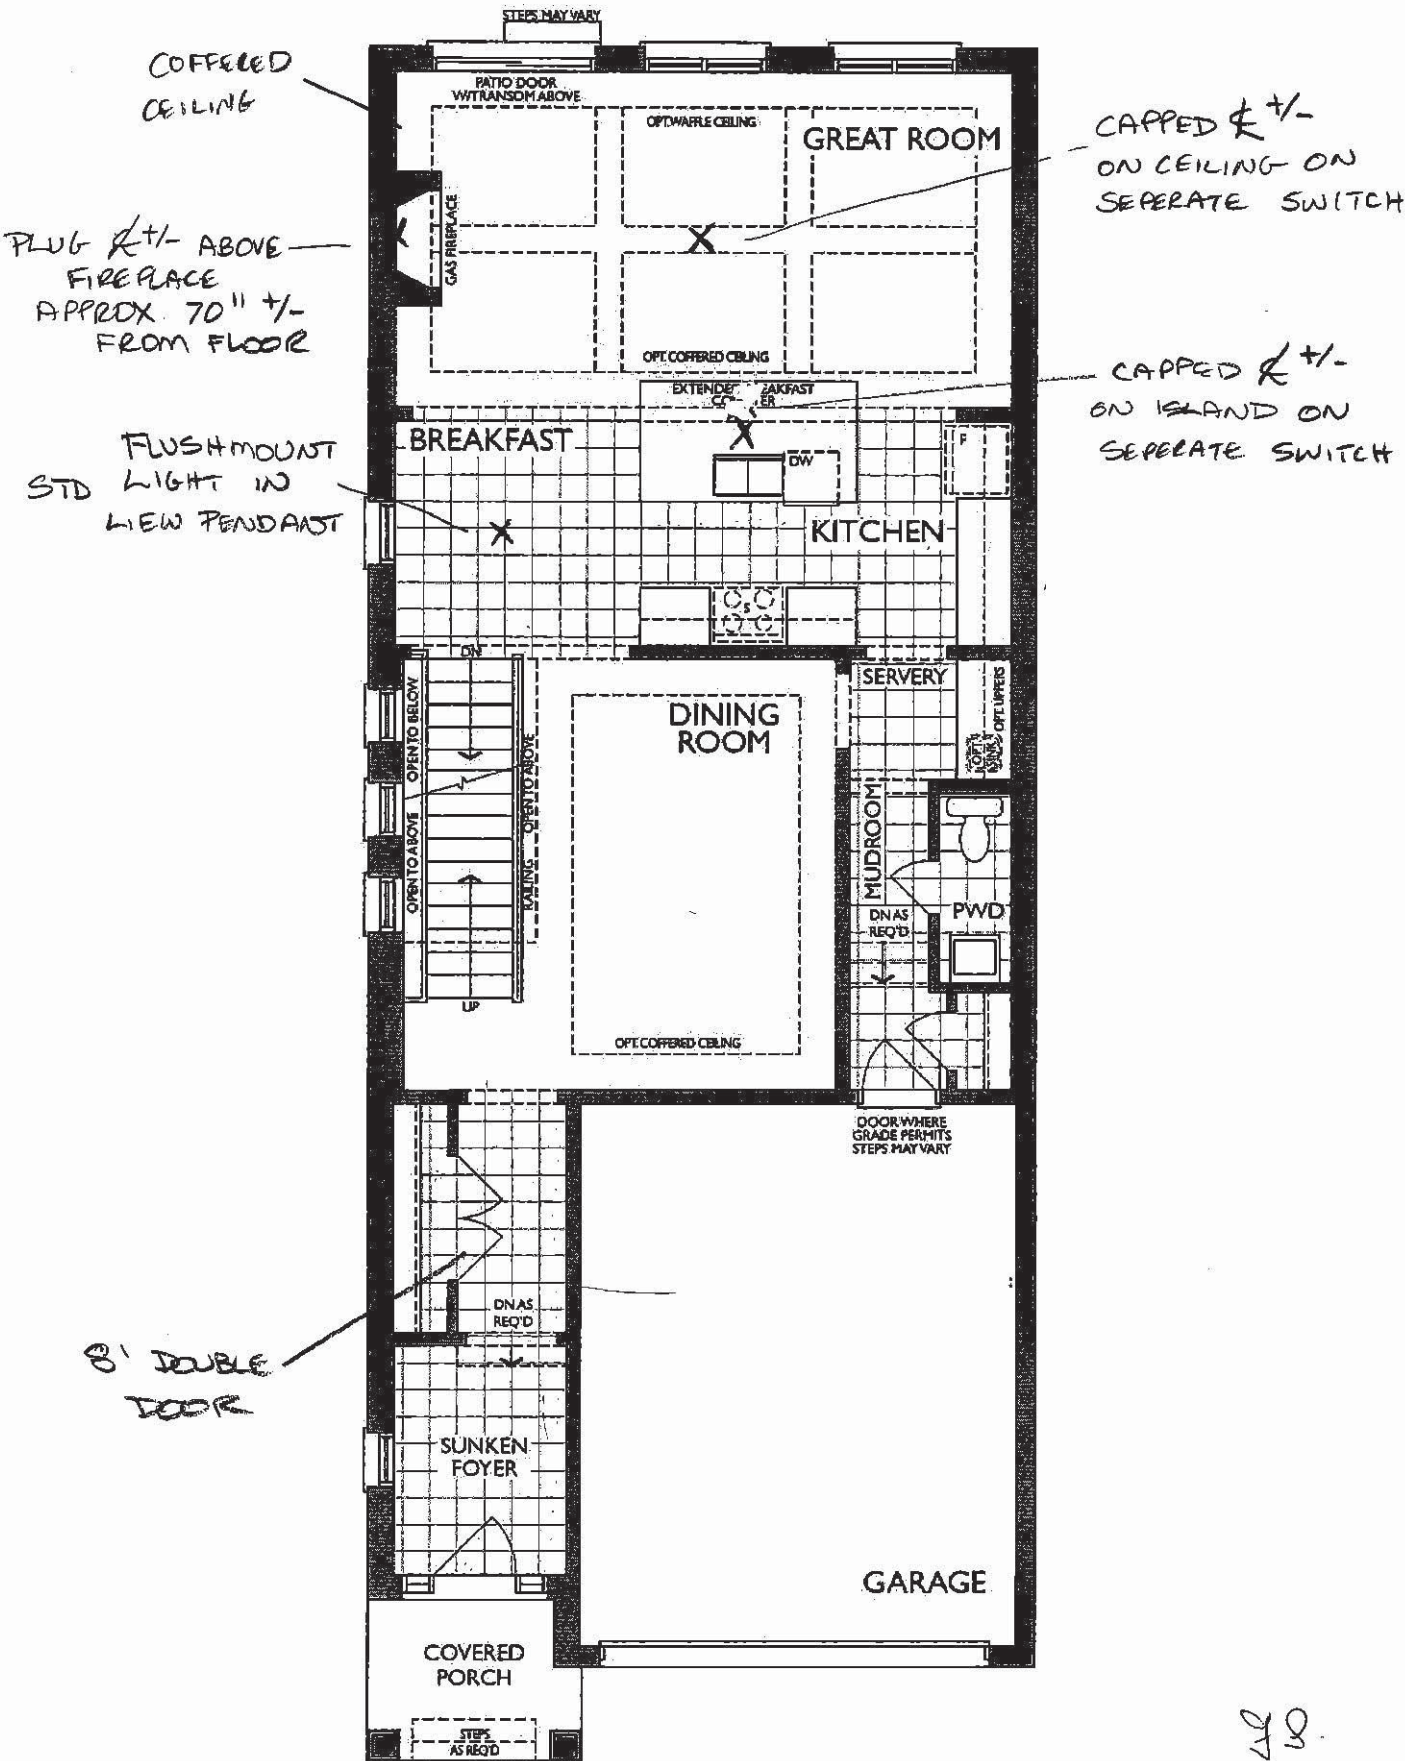 STEPS MAY VARY
COFFERED
CEILING
PATIO DOOR
W/TRANSOM ABOVE
OPT. WAFFLE CEILING
GREAT ROOM
CAPPED ℄ +/-
ON CEILING ON
SEPERATE SWITCH
GAS FIREPLACE
PLUG ℄ +/- ABOVE
FIREPLACE
APPROX. 70" +/-
FROM FLOOR
OPT. COFFERED CEILING
CAPPED ℄ +/-
ON ISLAND ON
SEPERATE SWITCH
EXTENDED
BREAKFAST
FLUSHMOUNT
STD LIGHT IN
LIEW PENDANT
DW
F
KITCHEN
S
DN
SERVERY
OPT. UPPERS
OPT. SINK
OPEN TO BELOW
OPEN TO ABOVE
RAILING
OPEN TO ABOVE
DINING
ROOM
MUDROOM
DN AS
REQ'D
PWD
UP
OPT. COFFERED CEILING
DOOR WHERE
GRADE PERMITS
STEPS MAY VARY
DN AS
REQ'D
8' DOUBLE
DOOR
SUNKEN
FOYER
GARAGE
COVERED
PORCH
STEPS
AS REQ'D